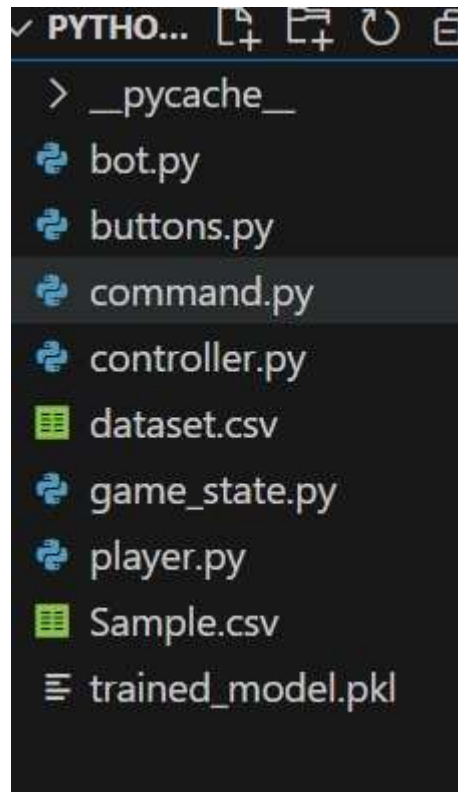 PYTHO...
__pycache__
bot.py
buttons.py
command.py
controller.py
dataset.csv
game_state.py
player.py
Sample.csv
trained_model.pkl